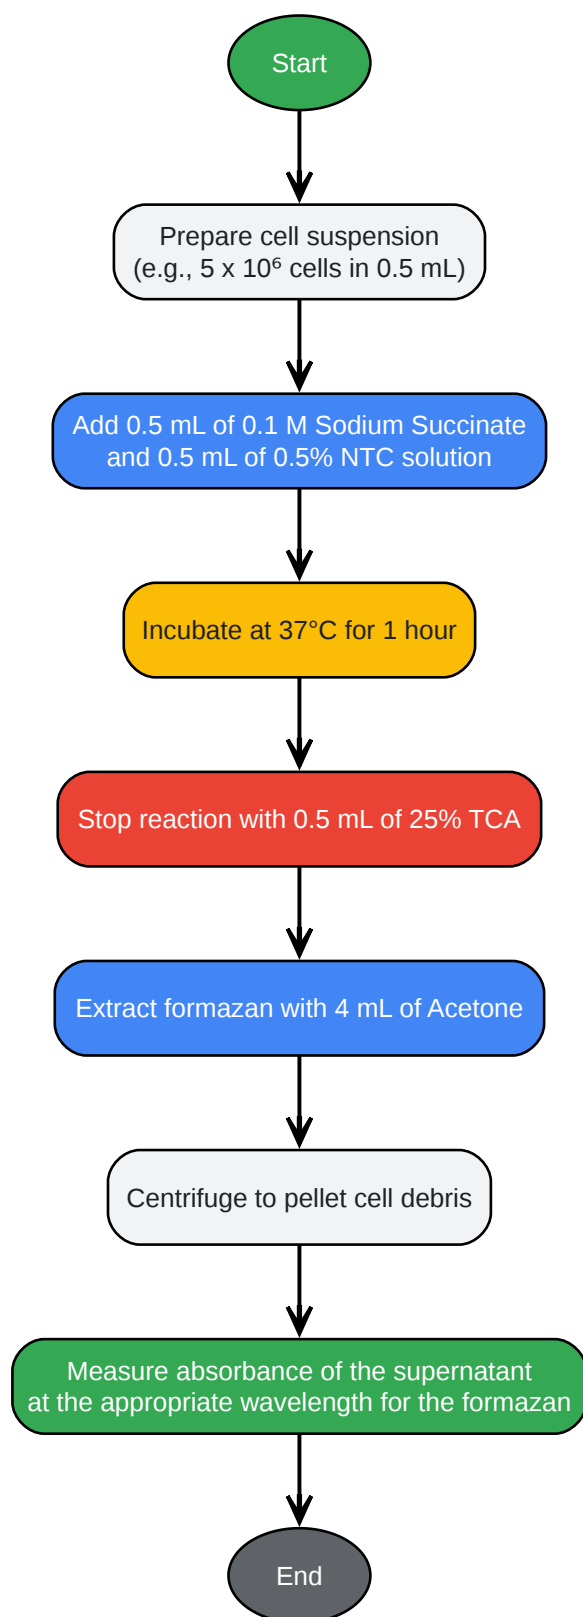 Start
Prepare cell suspension
(e.g., 5 x 10⁶ cells in 0.5 mL)
Add 0.5 mL of 0.1 M Sodium Succinate
and 0.5 mL of 0.5% NTC solution
Incubate at 37°C for 1 hour
Stop reaction with 0.5 mL of 25% TCA
Extract formazan with 4 mL of Acetone
Centrifuge to pellet cell debris
Measure absorbance of the supernatant
at the appropriate wavelength for the formazan
End